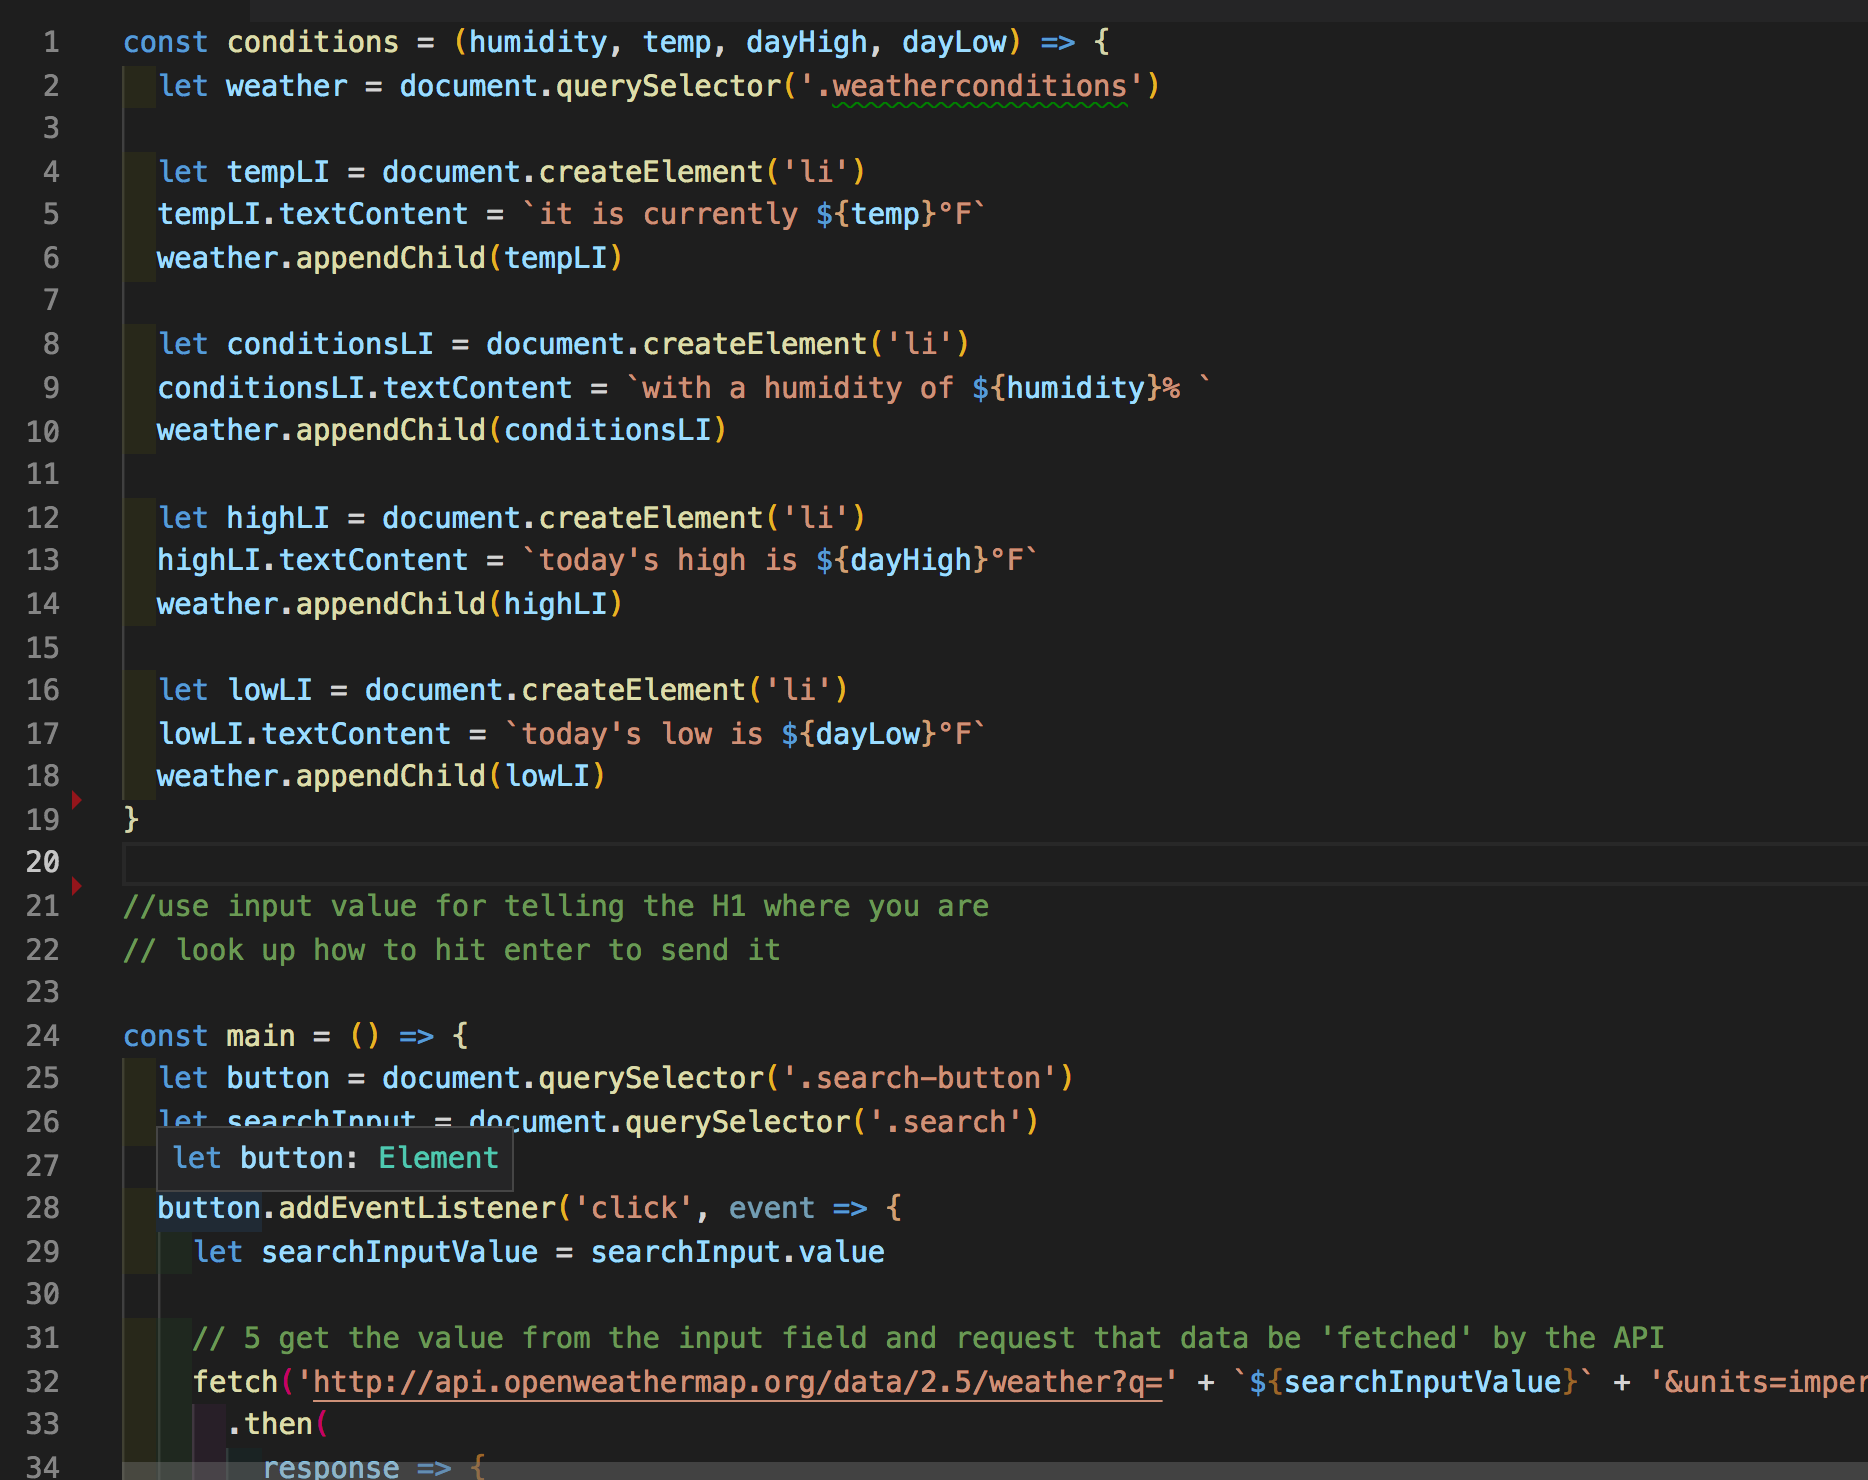 1 const conditions = (humidity, temp, dayHigh, dayLow) => {
2 let weather = document.querySelector('.weatherconditions')
3
4 let tempLI = document.createElement('li')
5 tempLI.textContent = `it is currently ${temp}°F`
6 weather.appendChild(tempLI)
7
8 let conditionsLI = document.createElement('li')
9 conditionsLI.textContent = `with a humidity of ${humidity}% `
10 weather.appendChild(conditionsLI)
11
12 let highLI = document.createElement('li')
13 highLI.textContent = `today's high is ${dayHigh}°F`
14 weather.appendChild(highLI)
15
16 let lowLI = document.createElement('li')
17 lowLI.textContent = `today's low is ${dayLow}°F`
18 weather.appendChild(lowLI)
19 }
20
21 //use input value for telling the H1 where you are
22 // look up how to hit enter to send it
23
24 const main = () => {
25 let button = document.querySelector('.search-button')
26 let searchInput = document.querySelector('.search')
let button: Element
27
28 button.addEventListener('click', event => {
29 let searchInputValue = searchInput.value
30
31 // 5 get the value from the input field and request that data be 'fetched' by the API
32 fetch('http://api.openweathermap.org/data/2.5/weather?q=' + `${searchInputValue}` + '&units=imper
33 .then(
34 response => {